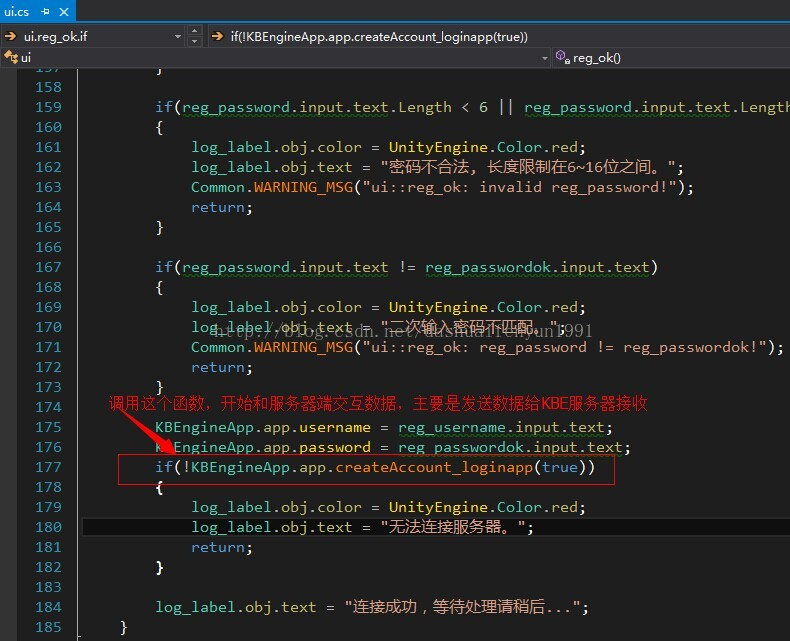 ui.cs
ui.reg_ok.if
if(!KBEngineApp.app.createAccount_loginapp(true))
ui
reg_ok()
157 }
158
159 if(reg_password.input.text.Length < 6 || reg_password.input.text.Length
160 {
161 log_label.obj.color = UnityEngine.Color.red;
162 log_label.obj.text = "密码不合法, 长度限制在6~16位之间。";
163 Common.WARNING_MSG("ui::reg_ok: invalid reg_password!");
164 return;
165 }
166
167 if(reg_password.input.text != reg_passwordok.input.text)
168 {
169 log_label.obj.color = UnityEngine.Color.red;
170 log_label.obj.text = "二次输入密码不匹配。";
http://blog.csdn.net/dashuaifenyun1991
171 Common.WARNING_MSG("ui::reg_ok: reg_password != reg_passwordok!");
172 return;
173 }
174
调用这个函数，开始和服务器端交互数据，主要是发送数据给KBE服务器接收
175 KBEngineApp.app.username = reg_username.input.text;
176 KBEngineApp.app.password = reg_passwordok.input.text;
177 if(!KBEngineApp.app.createAccount_loginapp(true))
178 {
179 log_label.obj.color = UnityEngine.Color.red;
180 log_label.obj.text = "无法连接服务器。";
181 return;
182 }
183
184 log_label.obj.text = "连接成功，等待处理请稍后...";
185 }